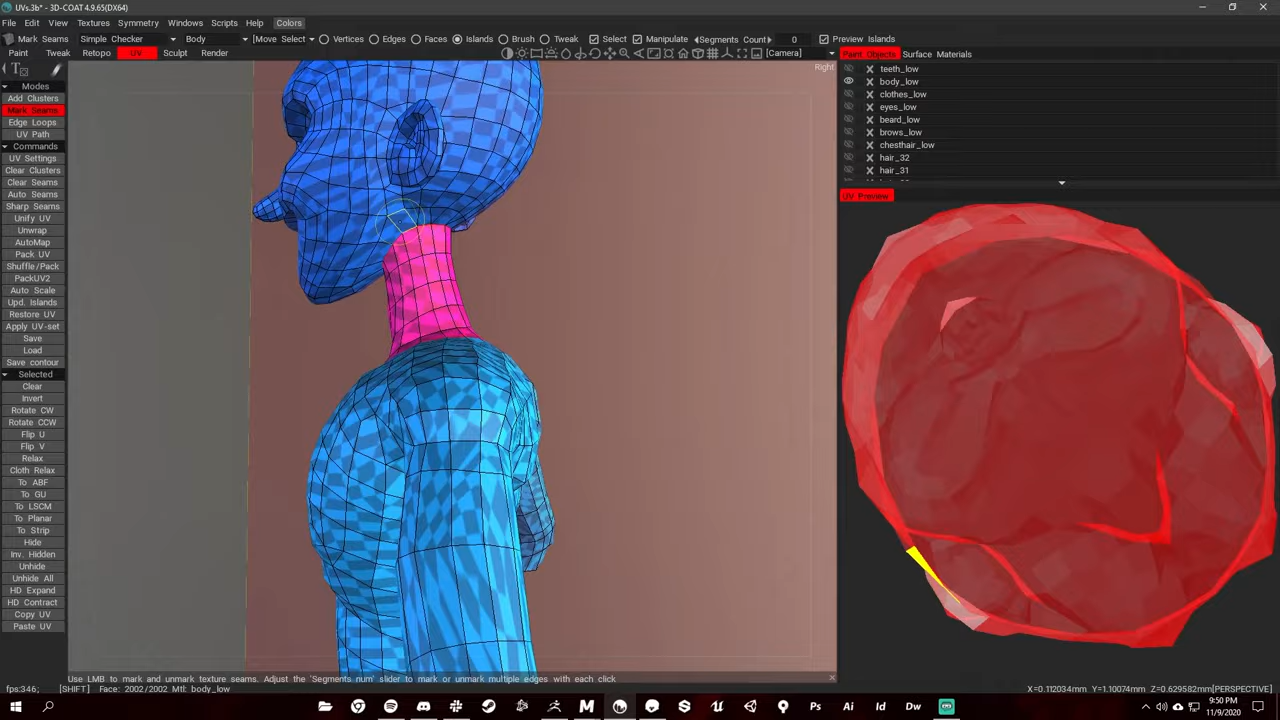 UVs.3b* - 3D-COAT 4.9.65(DX64)
File Edit View Textures Symmetry Windows Scripts Help Colors
Mark Seams Simple Checker Body [Move Select Vertices Edges Faces Islands Brush Tweak Select Manipulate Segments Count 0 Preview Islands
Paint Tweak Retopo UV Sculpt Render [Camera]
Paint Objects Surface Materials
Right
teeth_low
body_low
clothes_low
eyes_low
beard_low
brows_low
chesthair_low
hair_32
hair_31
UV Preview
Modes
Add Clusters
Mark Seams
Edge Loops
UV Path
Commands
UV Settings
Clear Clusters
Clear Seams
Auto Seams
Sharp Seams
Unify UV
Unwrap
AutoMap
Pack UV
Shuffle/Pack
PackUV2
Auto Scale
Upd. Islands
Restore UV
Apply UV-set
Save
Load
Save contour
Selected
Clear
Invert
Rotate CW
Rotate CCW
Flip U
Flip V
Relax
Cloth Relax
To ABF
To GU
To LSCM
To Planar
To Strip
Hide
Inv. Hidden
Unhide
Unhide All
HD Expand
HD Contract
Copy UV
Paste UV
Use LMB to mark and unmark texture seams. Adjust the 'Segments num' slider to mark or unmark multiple edges with each click
fps:346; [SHIFT] Face: 2002/2002 Mtl: body_low X=0.112034mm Y=1.10074mm Z=0.629582mm[PERSPECTIVE]
Ps Ai Id Dw
9:50 PM
11/9/2020